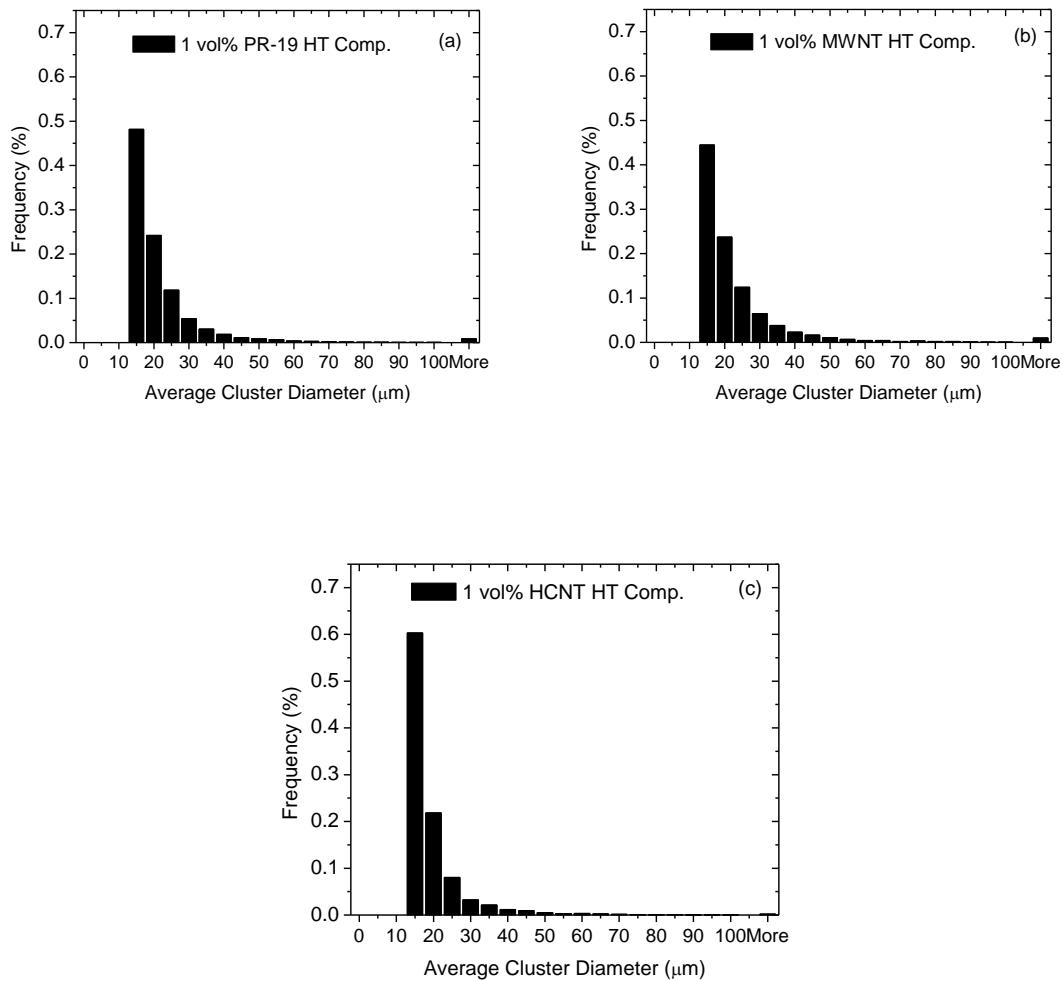 1 vol% PR-19 HT Comp.
(a)
0.7
0.6
0.5
0.4
0.3
0.2
0.1
0.0
Frequency (%)
0 10 20 30 40 50 60 70 80 90 100More
Average Cluster Diameter (μm)
1 vol% MWNT HT Comp.
(b)
0.7
0.6
0.5
0.4
0.3
0.2
0.1
0.0
Frequency (%)
0 10 20 30 40 50 60 70 80 90 100More
Average Cluster Diameter (μm)
1 vol% HCNT HT Comp.
(c)
0.7
0.6
0.5
0.4
0.3
0.2
0.1
0.0
Frequency (%)
0 10 20 30 40 50 60 70 80 90 100More
Average Cluster Diameter (μm)